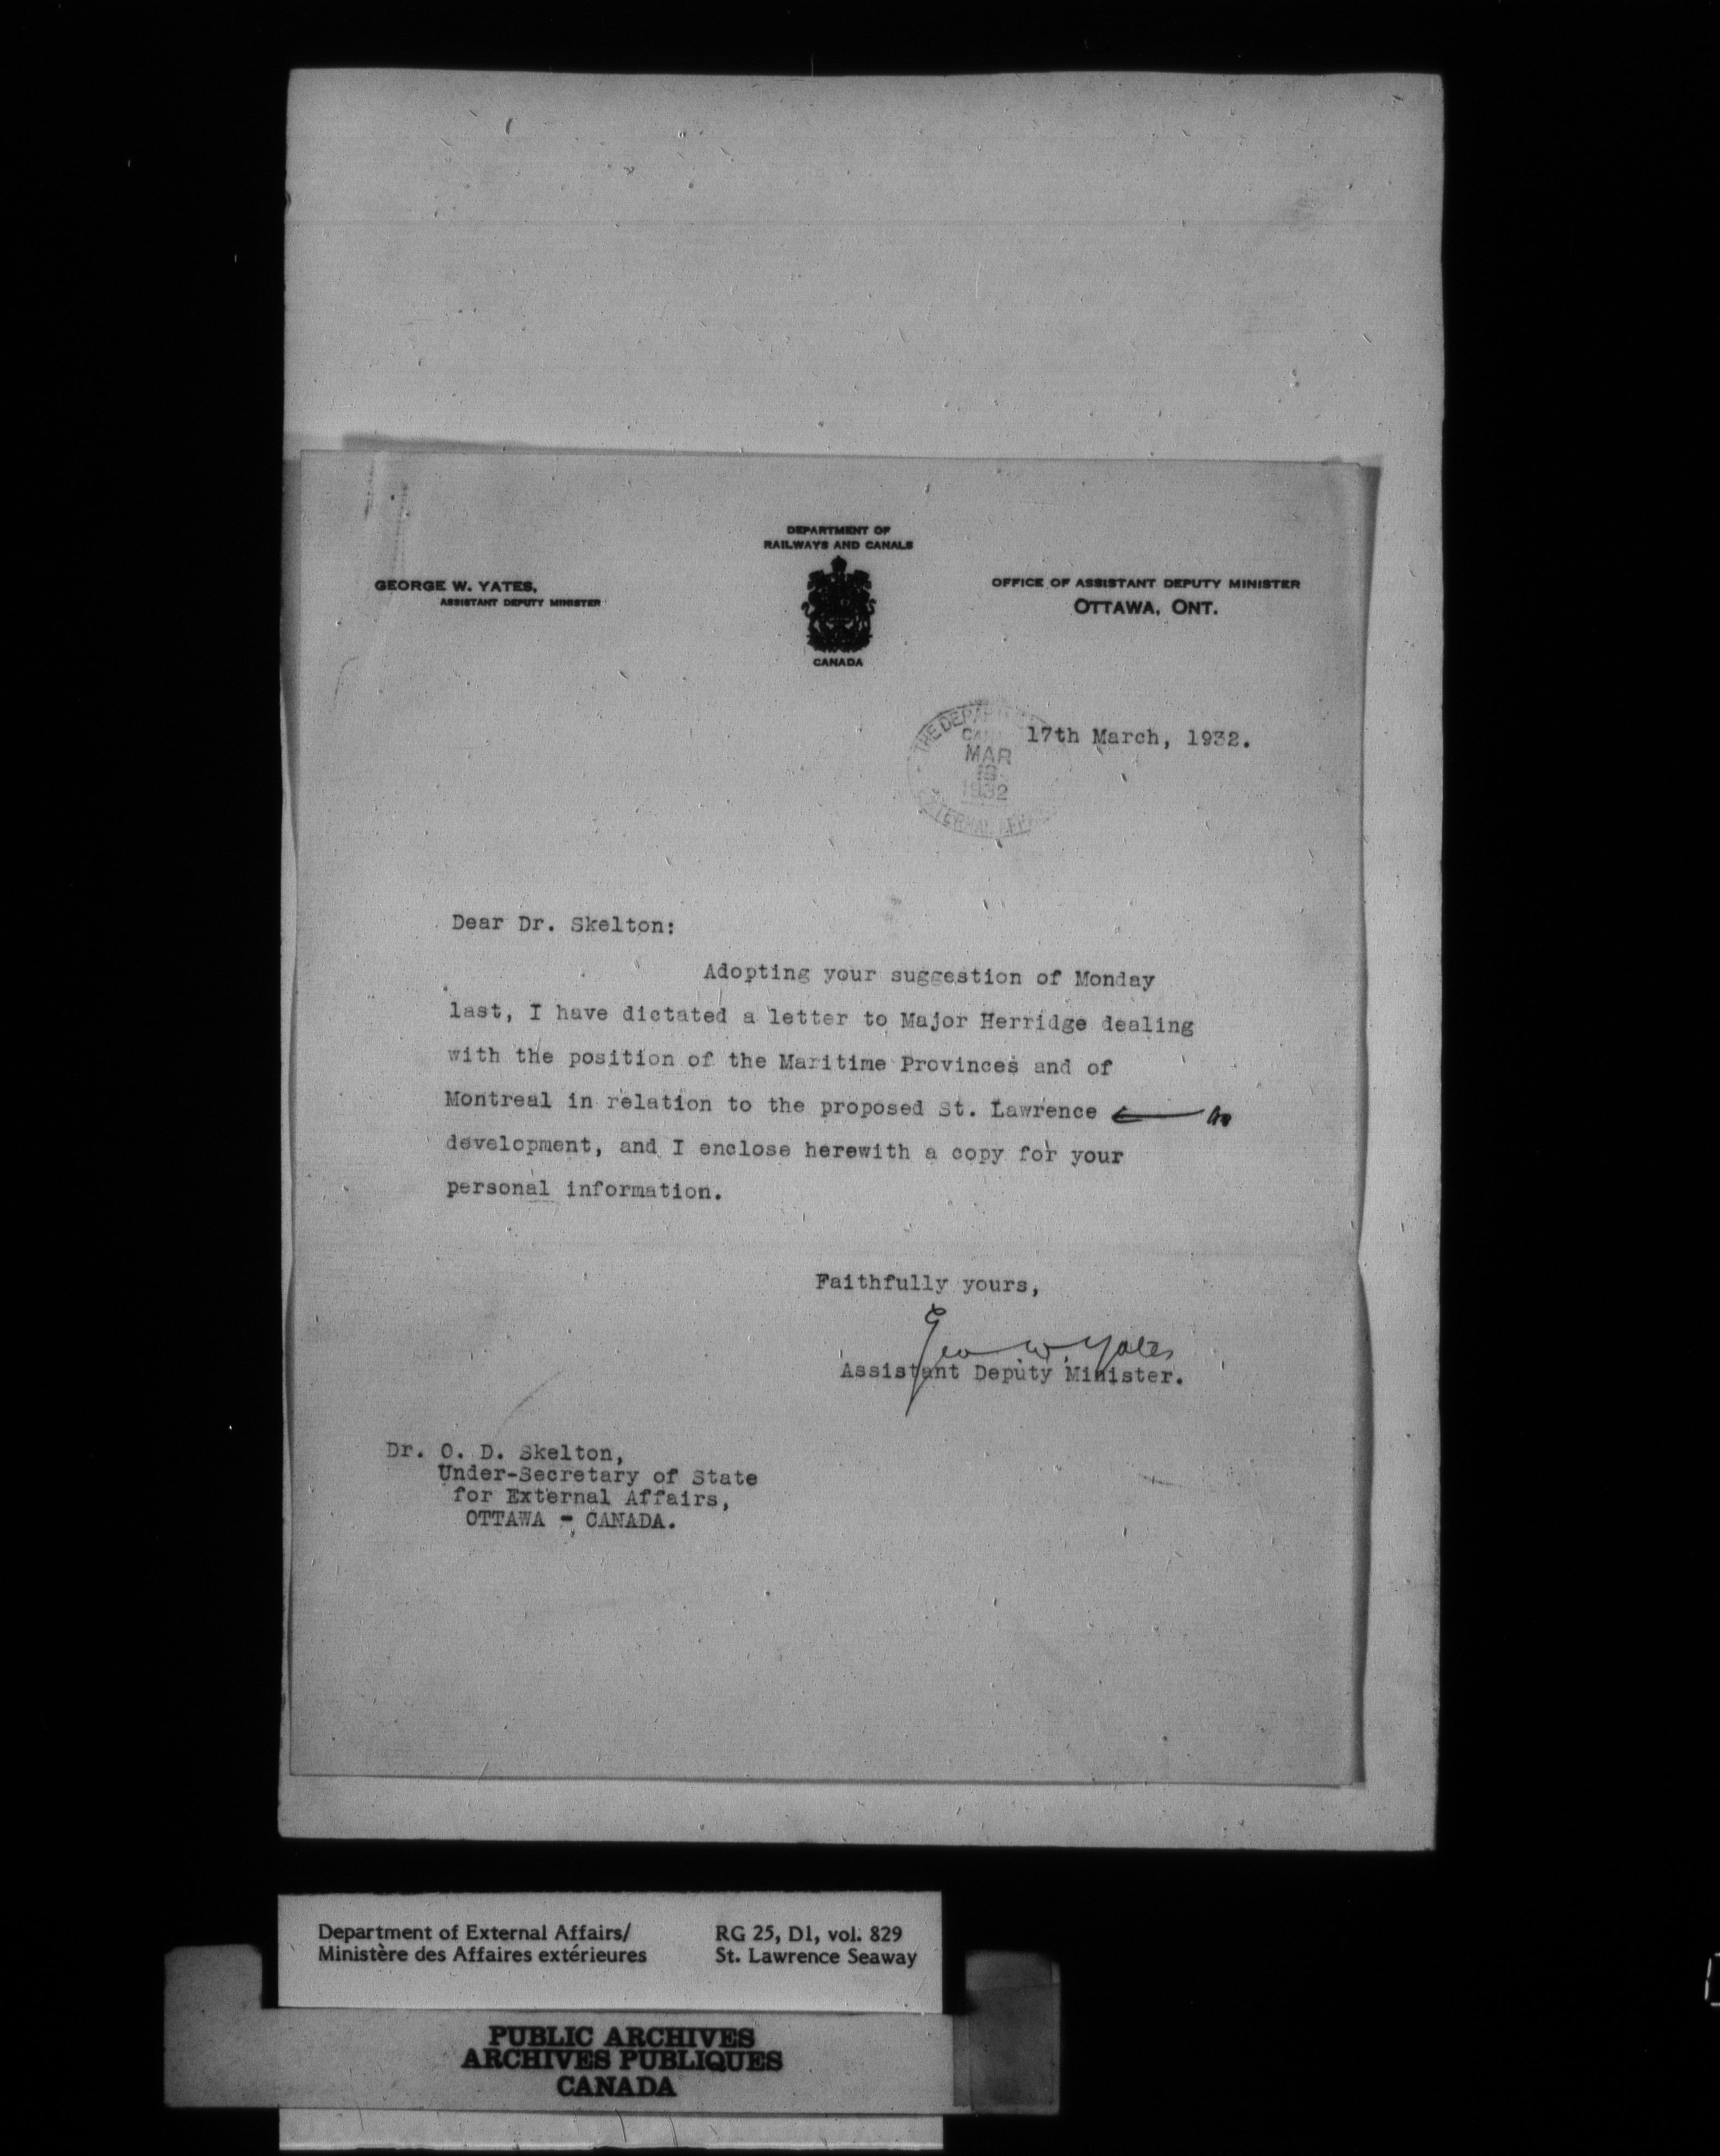 DEPARTMENT OF
RAILWAYS AND CANALS
GEORGE W. YATES,
ASSISTANT DEPUTY MINISTER
OFFICE OF ASSISTANT DEPUTY MINISTER
OTTAWA, ONT.
CANADA
17th March, 1932.
THE DEPART
MAR
18
1932
EXTERNAL AFFAIRS
Dear Dr. Skelton:
Adopting your suggestion of Monday
last, I have dictated a letter to Major Herridge dealing
with the position of the Maritime Provinces and of
Montreal in relation to the proposed St. Lawrence
development, and I enclose herewith a copy for your
personal information.
Faithfully yours,
Geo W. Yates
Assistant Deputy Minister.
Dr. O. D. Skelton,
Under-Secretary of State
for External Affairs,
OTTAWA - CANADA.
Department of External Affairs/
Ministère des Affaires extérieures
RG 25, D1, vol. 829
St. Lawrence Seaway
PUBLIC ARCHIVES
ARCHIVES PUBLIQUES
CANADA